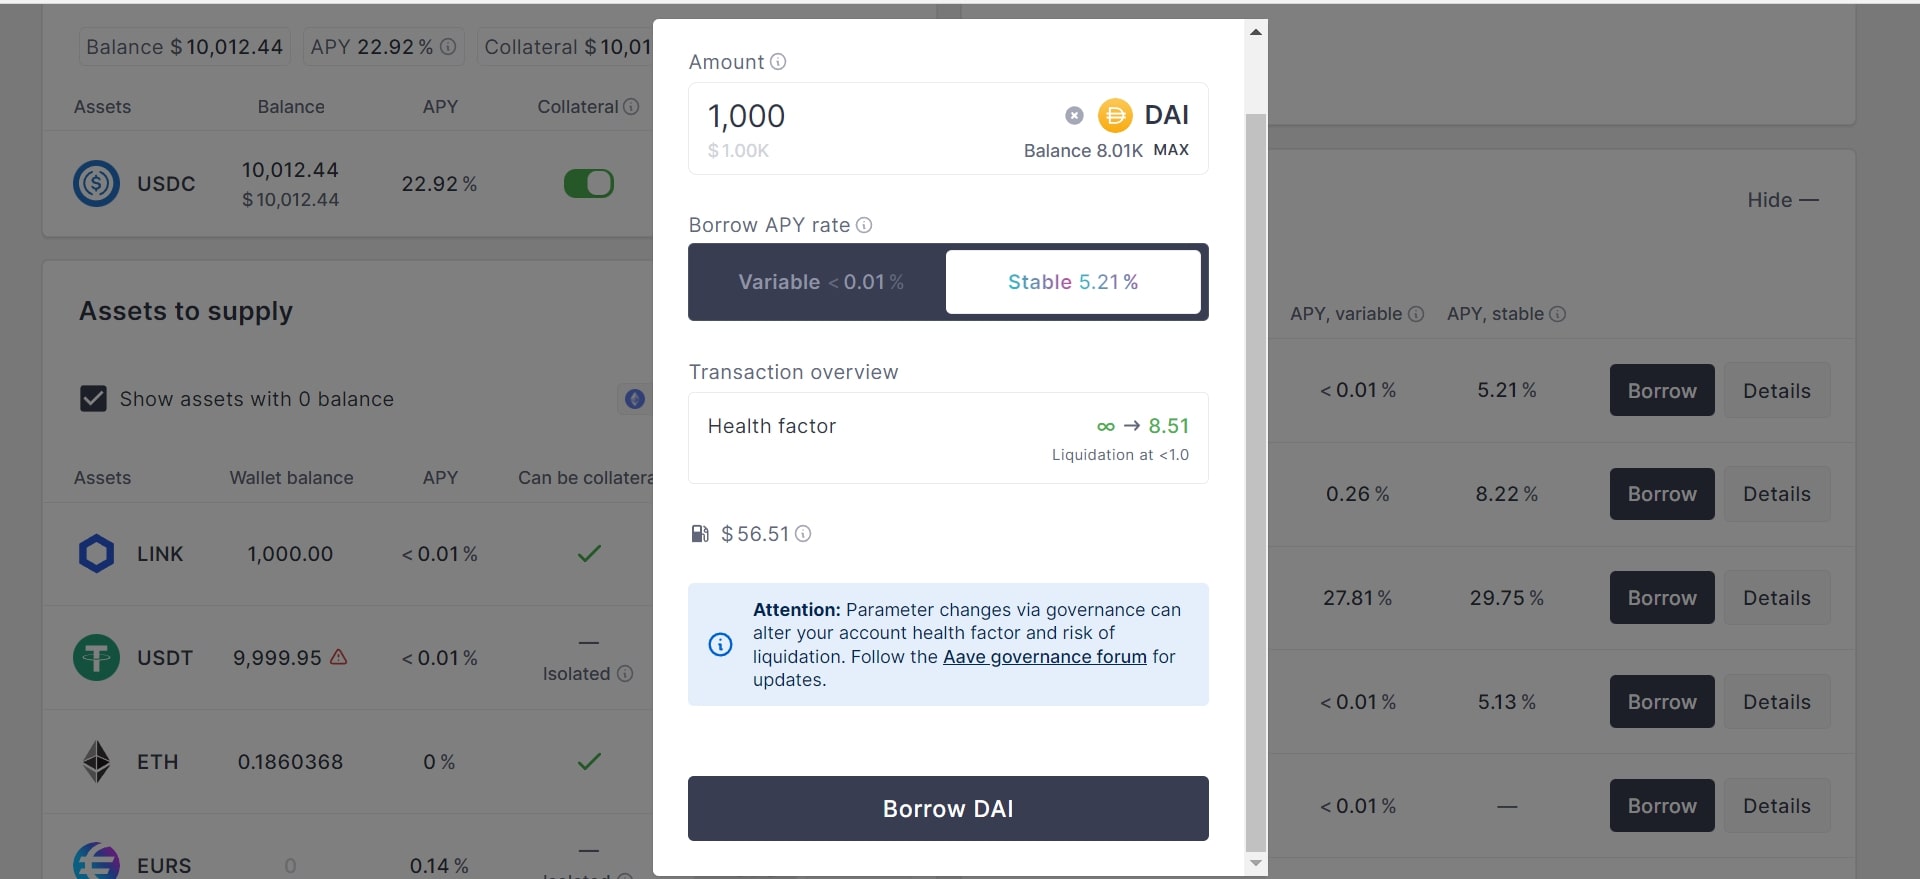 Balance $ 10,012.44
APY 22.92 %
Collateral $ 10,01
Assets Balance APY Collateral
USDC 10,012.44 22.92 %
$ 10,012.44
Assets to supply
Show assets with 0 balance
Assets Wallet balance APY Can be collatera
LINK 1,000.00 < 0.01 %
USDT 9,999.95 < 0.01 % —
Isolated
ETH 0.1860368 0 %
EURS 0 0.14 % —
Isolated
Amount
1,000 DAI
$ 1.00K Balance 8.01K MAX
Borrow APY rate
Variable < 0.01 % Stable 5.21 %
Transaction overview
Health factor ∞ → 8.51
Liquidation at <1.0
$ 56.51
Attention: Parameter changes via governance can
alter your account health factor and risk of
liquidation. Follow the Aave governance forum for
updates.
Borrow DAI
Hide —
APY, variable APY, stable
< 0.01 % 5.21 % Borrow Details
0.26 % 8.22 % Borrow Details
27.81 % 29.75 % Borrow Details
< 0.01 % 5.13 % Borrow Details
< 0.01 % — Borrow Details